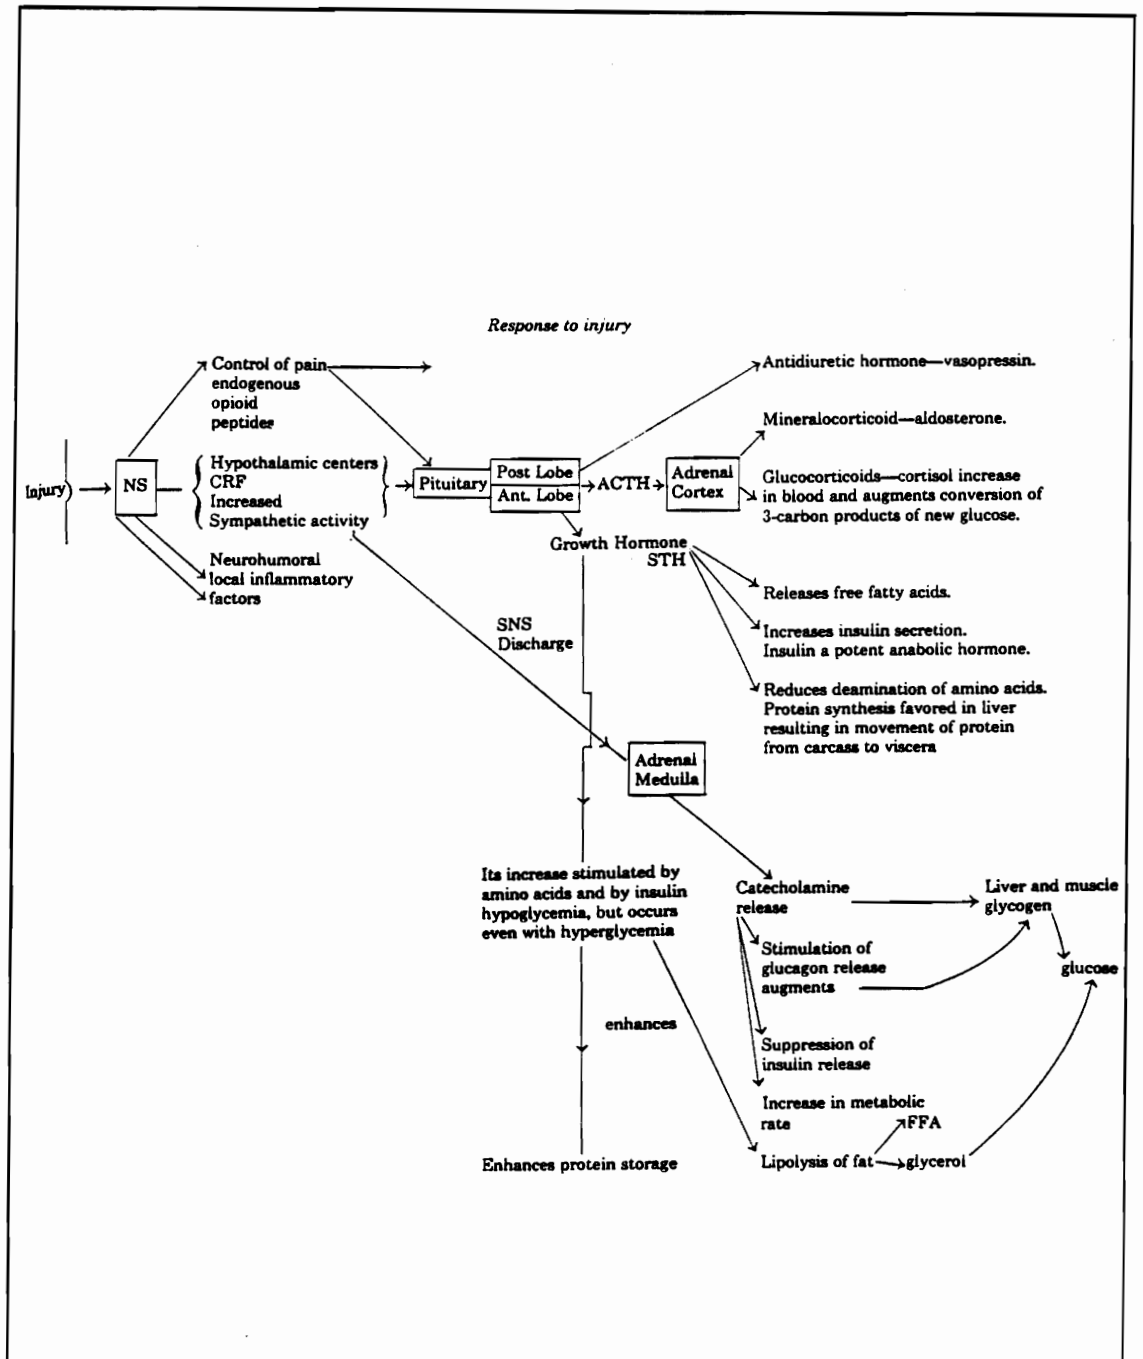 Response to injury
Control of pain
endogenous
opioid
peptides
Antidiuretic hormone—vasopressin.
Mineralocorticoid—aldosterone.
Injury
NS
Hypothalamic centers
CRF
Increased
Sympathetic activity
Pituitary
Post Lobe
Ant. Lobe
ACTH
Adrenal
Cortex
Glucocorticoids—cortisol increase
in blood and augments conversion of
3-carbon products of new glucose.
Growth Hormone
STH
Neurohumoral
local inflammatory
factors
Releases free fatty acids.
SNS
Discharge
Increases insulin secretion.
Insulin a potent anabolic hormone.
Reduces deamination of amino acids.
Protein synthesis favored in liver
resulting in movement of protein
from carcass to viscera
Adrenal
Medulla
Its increase stimulated by
amino acids and by insulin
hypoglycemia, but occurs
even with hyperglycemia
Catecholamine
release
Liver and muscle
glycogen
Stimulation of
glucagon release
augments
glucose
enhances
Suppression of
insulin release
Increase in metabolic
rate
FFA
Enhances protein storage
Lipolysis of fat
glycerol